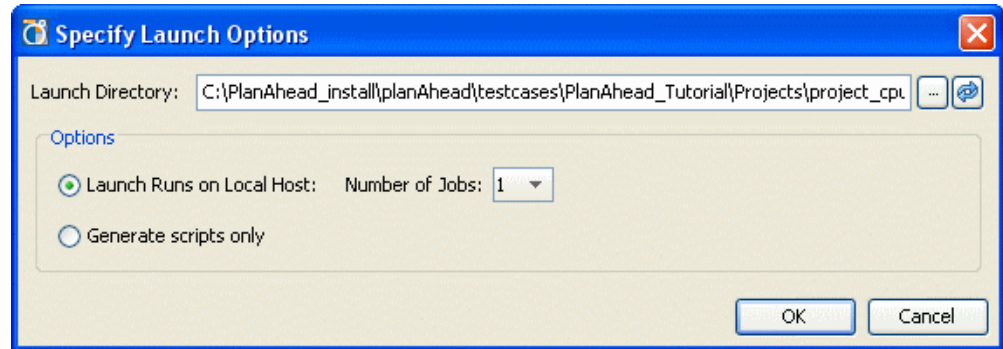 Specify Launch Options
Launch Directory: C:\PlanAhead_install\planAhead\testcases\PlanAhead_Tutorial\Projects\project_cpu ...
Options
Launch Runs on Local Host: Number of Jobs: 1
Generate scripts only
OK Cancel